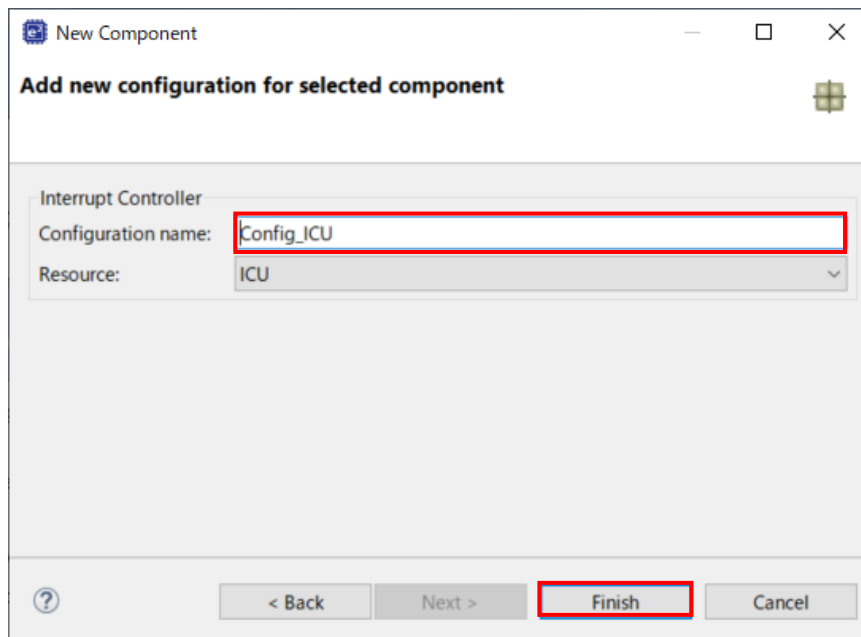 New Component
Add new configuration for selected component
Interrupt Controller
Configuration name: Config_ICU
Resource: ICU
< Back Next > Finish Cancel